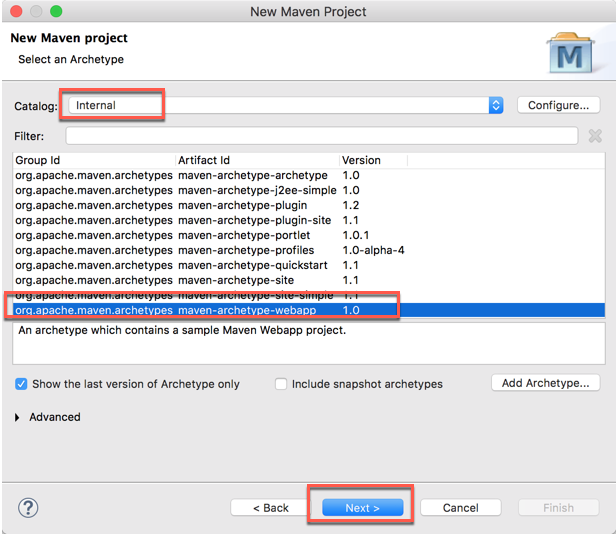 New Maven Project
New Maven project
Select an Archetype
M
Catalog: Internal Configure...
Filter:
Group Id Artifact Id Version
org.apache.maven.archetypes maven-archetype-archetype 1.0
org.apache.maven.archetypes maven-archetype-j2ee-simple 1.0
org.apache.maven.archetypes maven-archetype-plugin 1.2
org.apache.maven.archetypes maven-archetype-plugin-site 1.1
org.apache.maven.archetypes maven-archetype-portlet 1.0.1
org.apache.maven.archetypes maven-archetype-profiles 1.0-alpha-4
org.apache.maven.archetypes maven-archetype-quickstart 1.1
org.apache.maven.archetypes maven-archetype-site 1.1
org.apache.maven.archetypes maven-archetype-site-simple 1.1
org.apache.maven.archetypes maven-archetype-webapp 1.0
An archetype which contains a sample Maven Webapp project.
Show the last version of Archetype only Include snapshot archetypes Add Archetype...
Advanced
? < Back Next > Cancel Finish